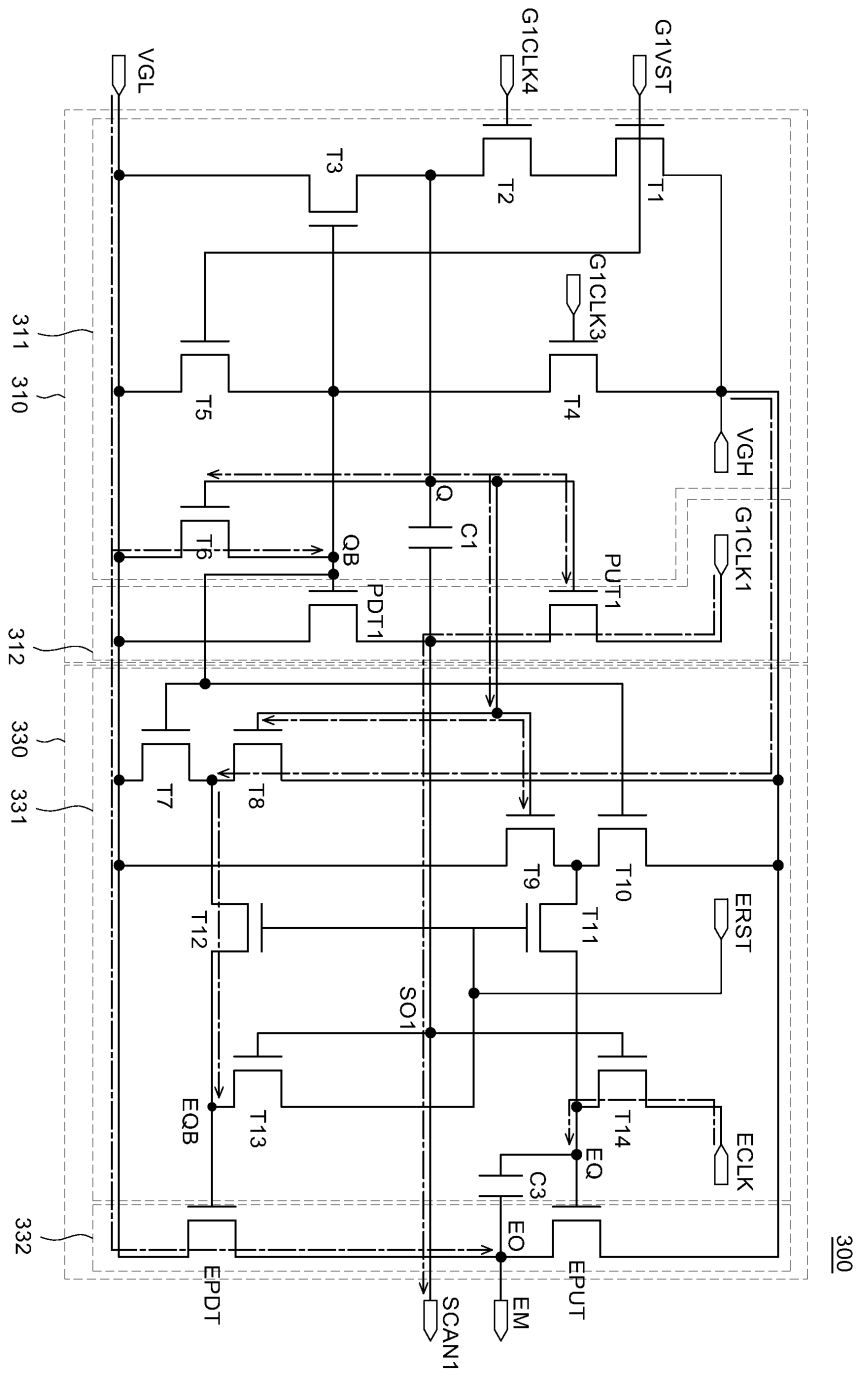 300
G1VST
G1CLK4
VGL
T1
T2
T3
G1CLK3
T4
T5
VGH
Q
C1
T6
QB
G1CLK1
PUT1
PDT1
311
310
312
T7
T8
T9
T10
330
331
T11
T12
ERST
SO1
T13
T14
EQB
EQ
C3
ECLK
EO
EPUT
EPDT
332
EM
SCAN1